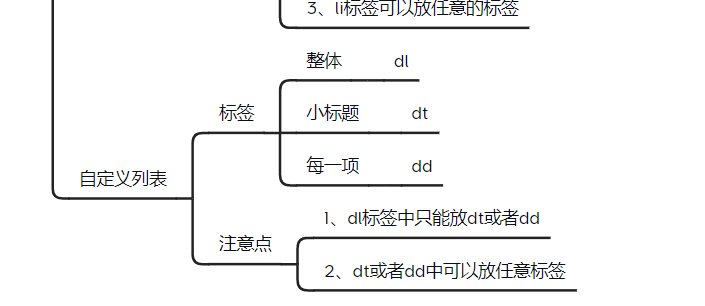 3、li标签可以放任意的标签
整体 dl
标签 小标题 dt
每一项 dd
自定义列表
1、dl标签中只能放dt或者dd
注意点
2、dt或者dd中可以放任意标签